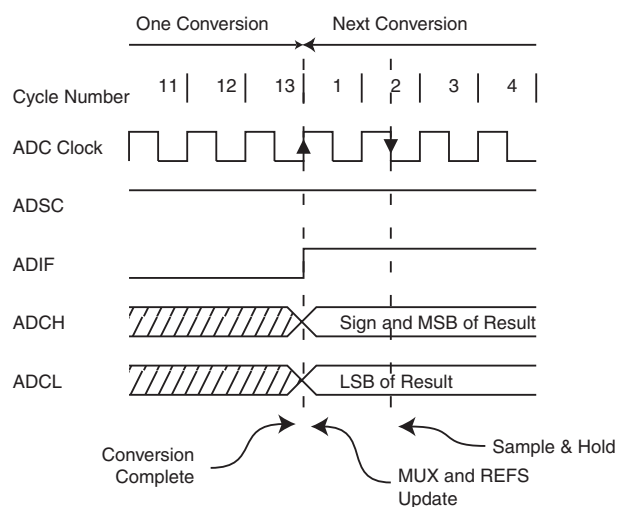 One Conversion Next Conversion
Cycle Number 11 12 13 1 2 3 4
ADC Clock
ADSC
ADIF
ADCH Sign and MSB of Result
ADCL LSB of Result
Conversion
Complete
MUX and REFS
Update
Sample & Hold